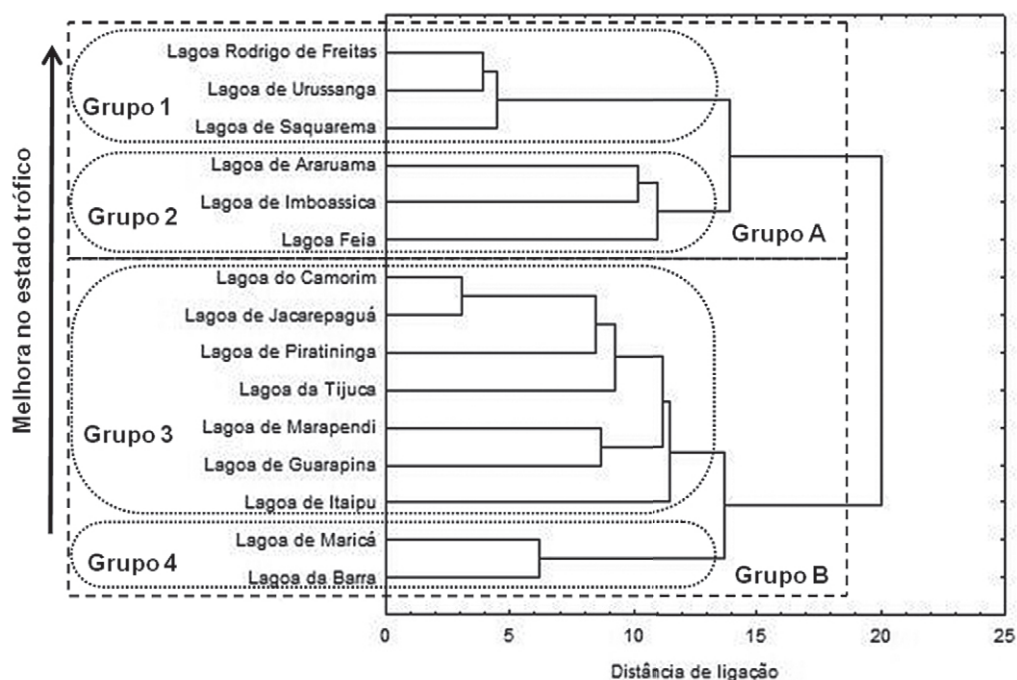 Melhora no estado trófico
Grupo 1
Lagoa Rodrigo de Freitas
Lagoa de Urussanga
Lagoa de Saquarema
Grupo 2
Lagoa de Araruama
Lagoa de Imboassica
Lagoa Feia
Grupo A
Grupo 3
Lagoa do Camorim
Lagoa de Jacarepaguá
Lagoa de Piratininga
Lagoa da Tijuca
Lagoa de Marapendi
Lagoa de Guarapina
Lagoa de Itaipu
Grupo 4
Lagoa de Maricá
Lagoa da Barra
Grupo B
0 5 10 15 20 25
Distância de ligação